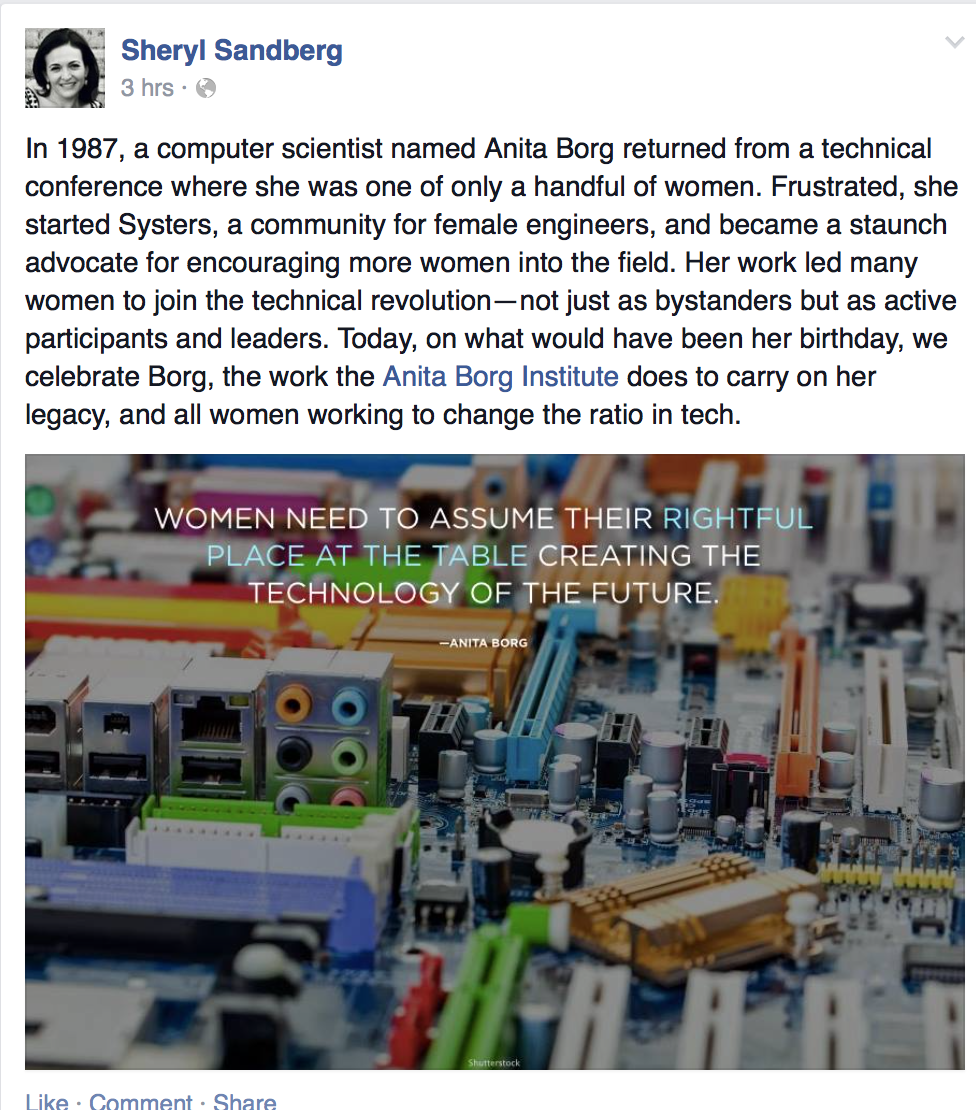 Sheryl Sandberg
3 hrs ·
In 1987, a computer scientist named Anita Borg returned from a technical
conference where she was one of only a handful of women. Frustrated, she
started Systers, a community for female engineers, and became a staunch
advocate for encouraging more women into the field. Her work led many
women to join the technical revolution—not just as bystanders but as active
participants and leaders. Today, on what would have been her birthday, we
celebrate Borg, the work the Anita Borg Institute does to carry on her
legacy, and all women working to change the ratio in tech.
WOMEN NEED TO ASSUME THEIR RIGHTFUL
PLACE AT THE TABLE CREATING THE
TECHNOLOGY OF THE FUTURE.
—ANITA BORG
Shutterstock
Like · Comment · Share